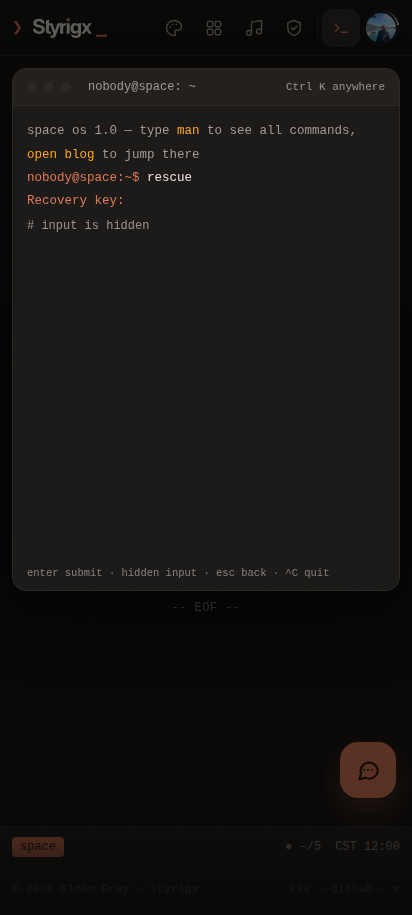 ❯ Styrigx _
nobody@space: ~ Ctrl K anywhere
space os 1.0 — type man to see all commands,
open blog to jump there
nobody@space:~$ rescue
Recovery key:
# input is hidden
enter submit · hidden input · esc back · ^C quit
-- EOF --
space ● –/5 CST 12:00
© 2026 Sloan Gray · styrigx rss · github · x